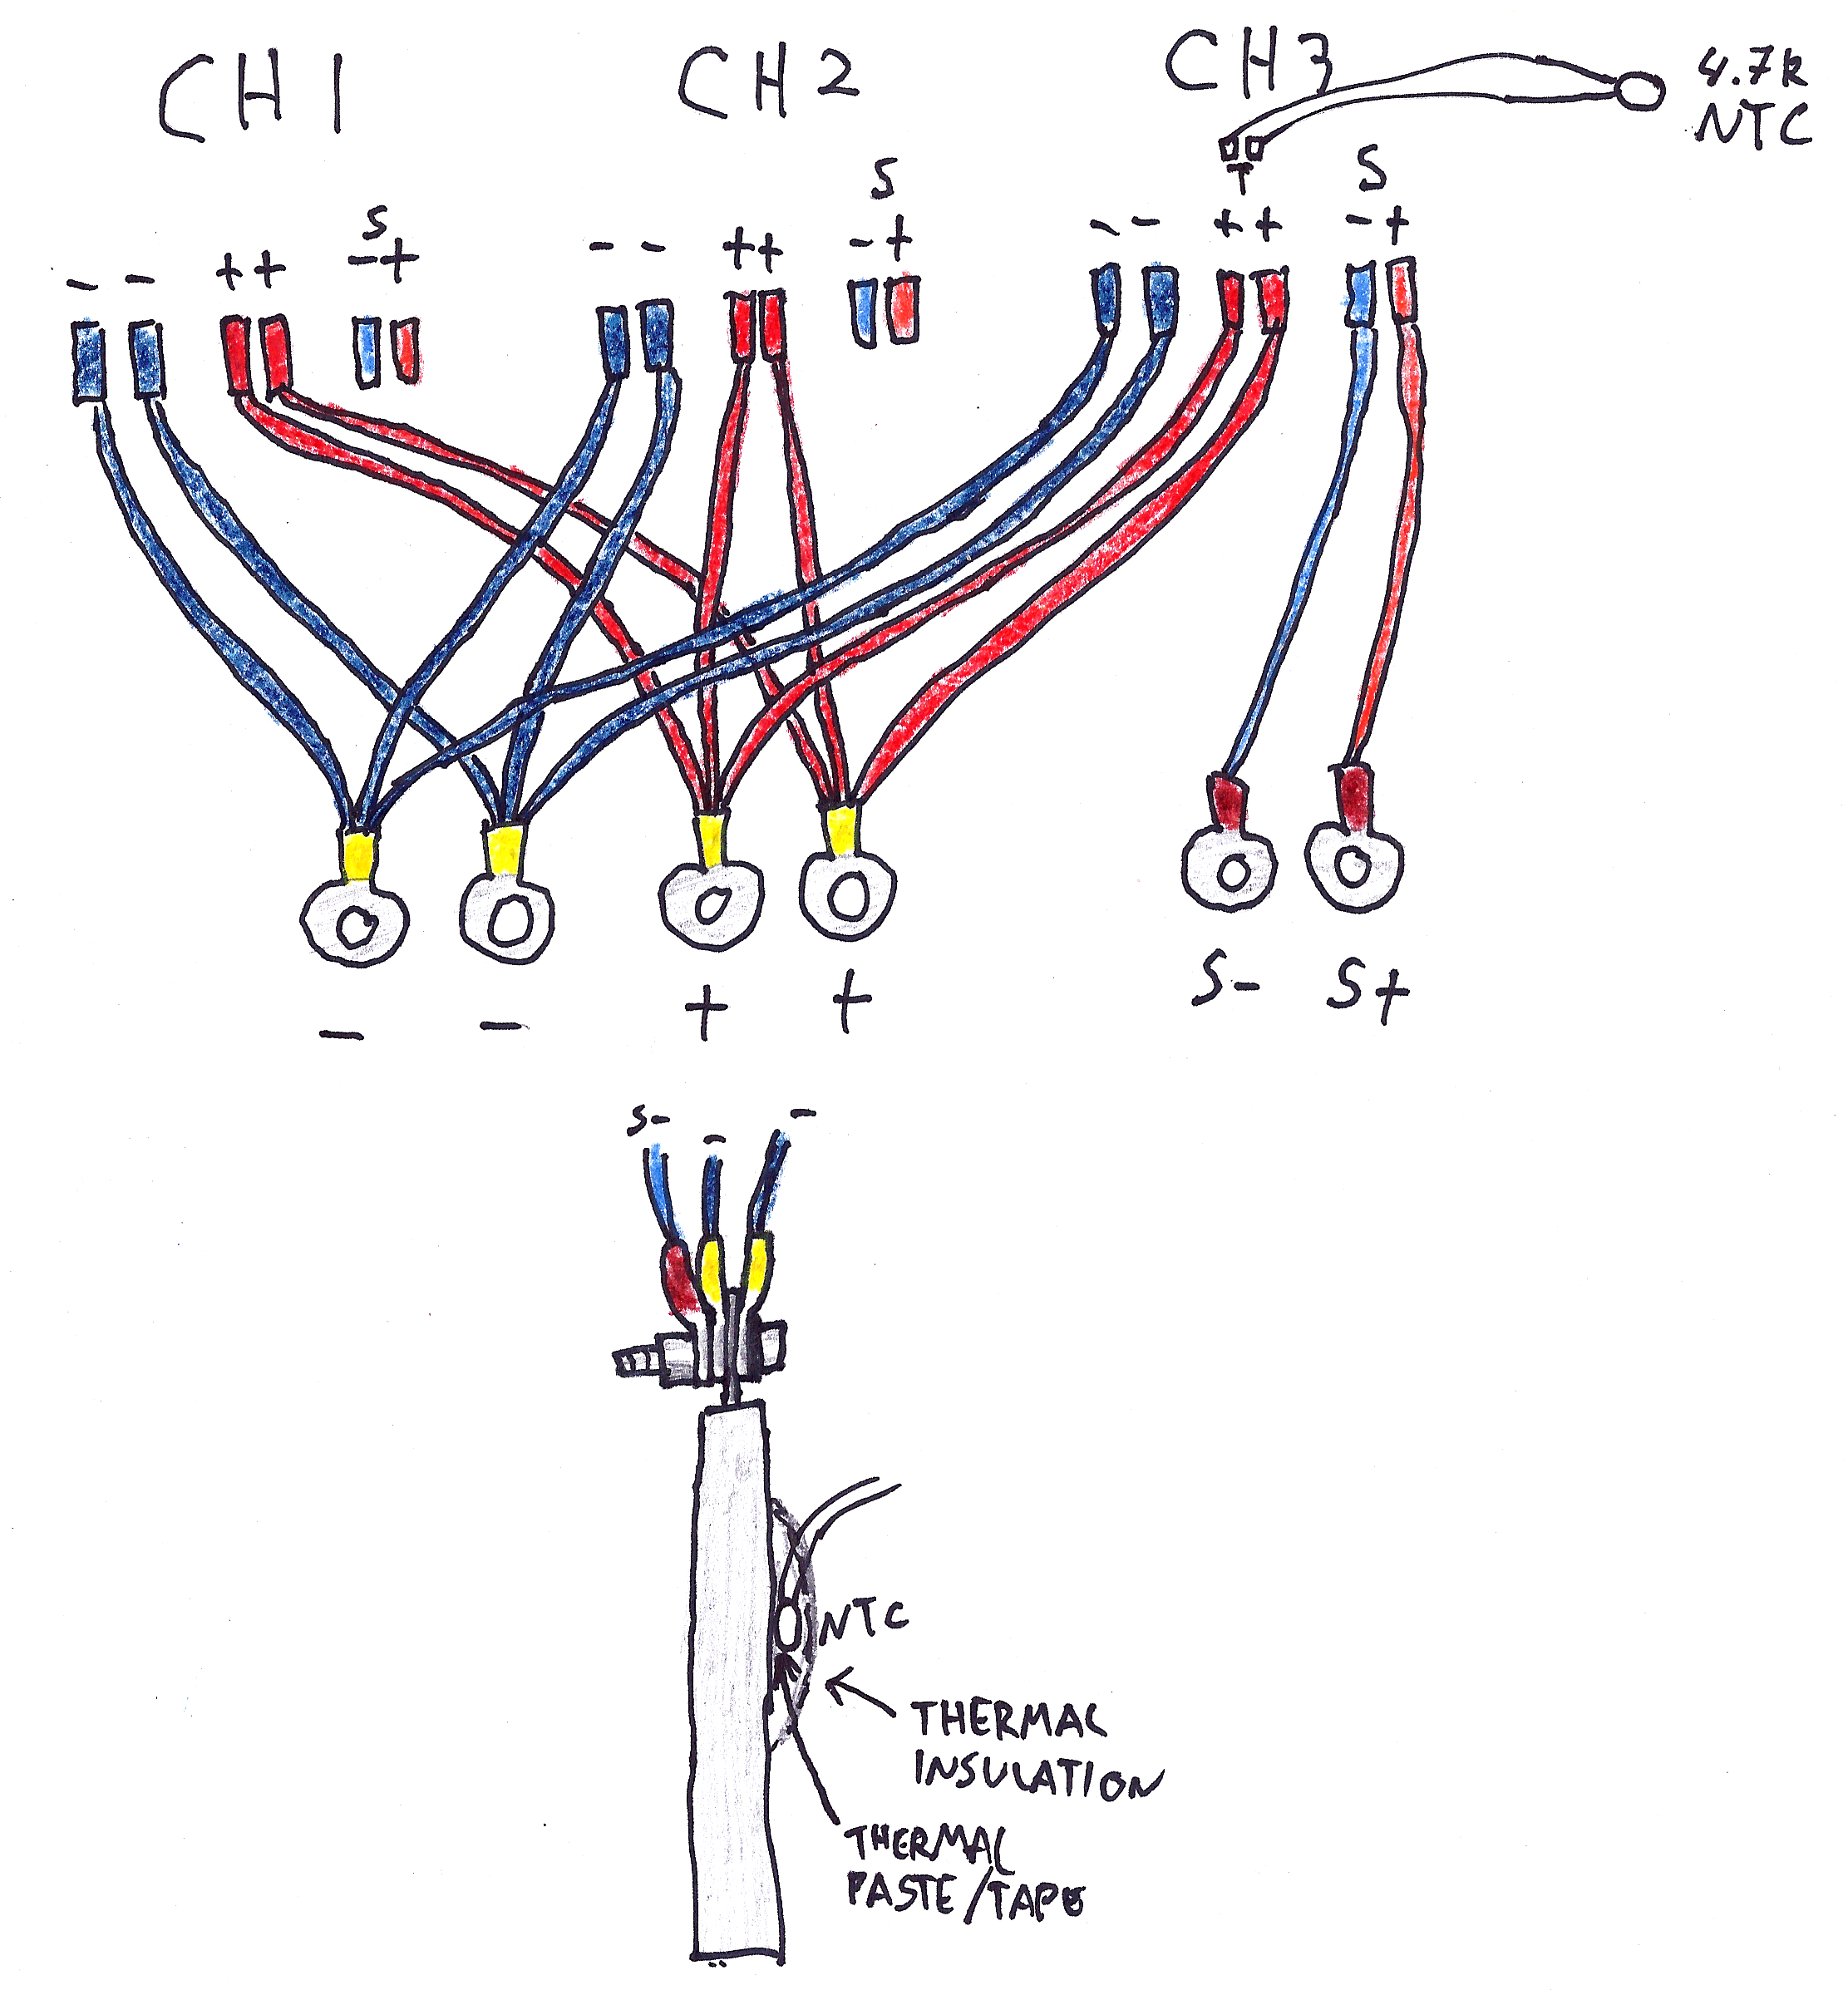 CH1
CH2
CH3
4.7k
NTC
T
S
S
S
- - ++ -+
- - ++ -+
- - ++ -+
- - + +
S- S+
S- - -
NTC
THERMAL
INSULATION
THERMAL
PASTE/TAPE